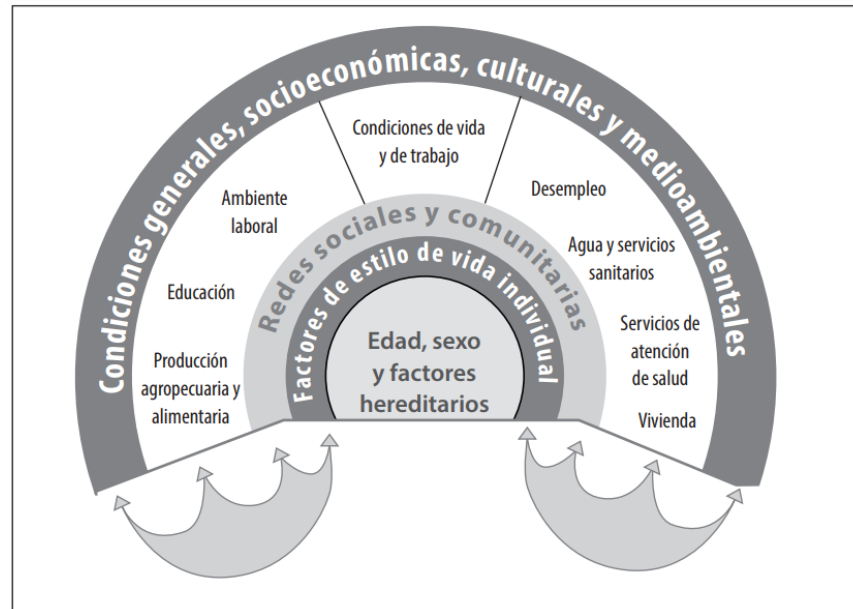 Condiciones generales, socioeconómicas, culturales y medioambientales
Condiciones de vida
y de trabajo
Ambiente
laboral
Educación
Producción
agropecuaria y
alimentaria
Desempleo
Agua y servicios
sanitarios
Servicios de
atención
de salud
Vivienda
Redes sociales y comunitarias
Factores de estilo de vida individual
Edad, sexo
y factores
hereditarios